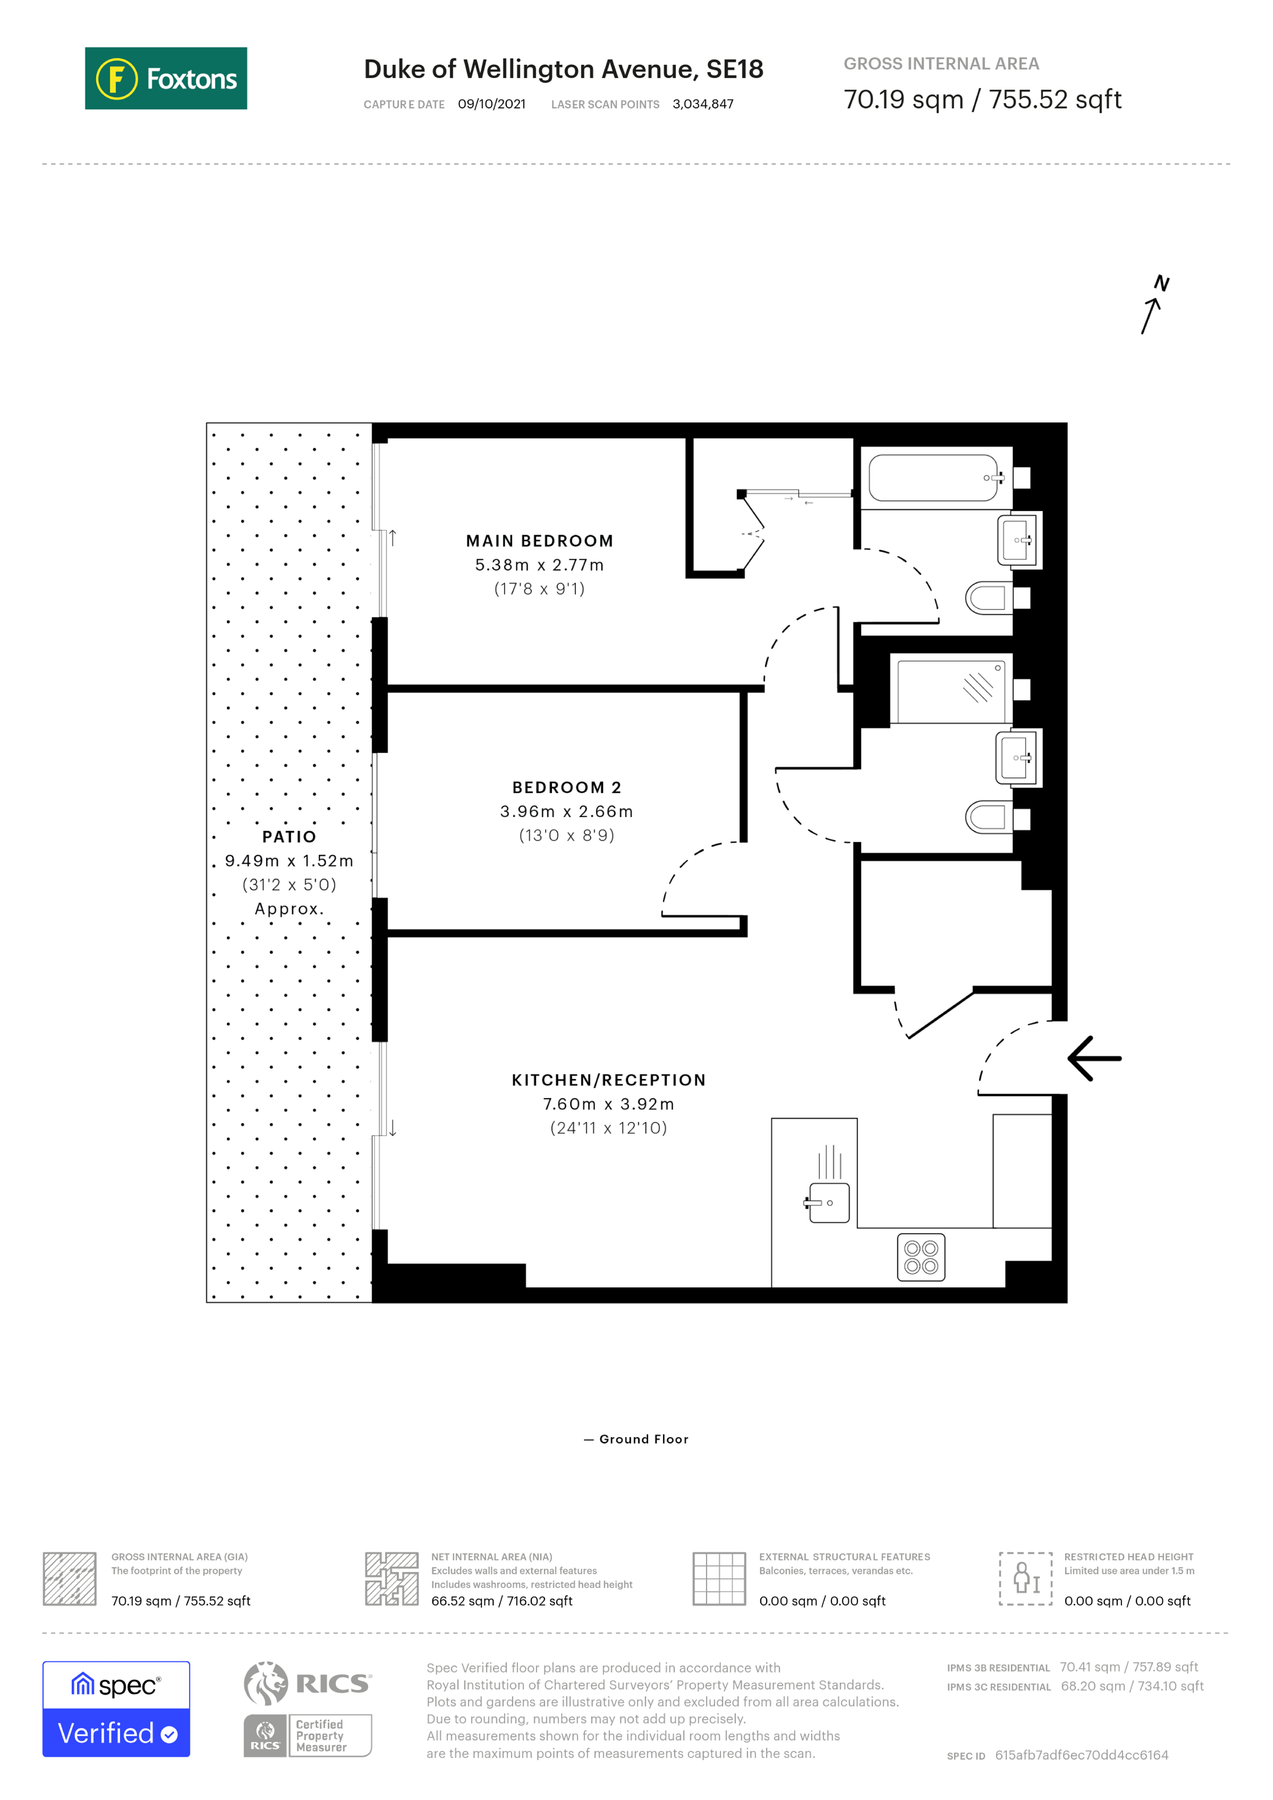 Foxtons
Duke of Wellington Avenue, SE18
CAPTURE DATE 09/10/2021 LASER SCAN POINTS 3,034,847
GROSS INTERNAL AREA
70.19 sqm / 755.52 sqft
N
MAIN BEDROOM
5.38m x 2.77m
(17'8 x 9'1)
BEDROOM 2
3.96m x 2.66m
(13'0 x 8'9)
PATIO
9.49m x 1.52m
(31'2 x 5'0)
Approx.
KITCHEN/RECEPTION
7.60m x 3.92m
(24'11 x 12'10)
— Ground Floor
GROSS INTERNAL AREA (GIA)
The footprint of the property
70.19 sqm / 755.52 sqft
NET INTERNAL AREA (NIA)
Excludes walls and external features
Includes washrooms, restricted head height
66.52 sqm / 716.02 sqft
EXTERNAL STRUCTURAL FEATURES
Balconies, terraces, verandas etc.
0.00 sqm / 0.00 sqft
RESTRICTED HEAD HEIGHT
Limited use area under 1.5 m
0.00 sqm / 0.00 sqft
spec®
Verified
RICS
RICS
Certified
Property
Measurer
Spec Verified floor plans are produced in accordance with
Royal Institution of Chartered Surveyors' Property Measurement Standards.
Plots and gardens are illustrative only and excluded from all area calculations.
Due to rounding, numbers may not add up precisely.
All measurements shown for the individual room lengths and widths
are the maximum points of measurements captured in the scan.
IPMS 3B RESIDENTIAL 70.41 sqm / 757.89 sqft
IPMS 3C RESIDENTIAL 68.20 sqm / 734.10 sqft
SPEC ID 615afb7adf6ec70dd4cc6164